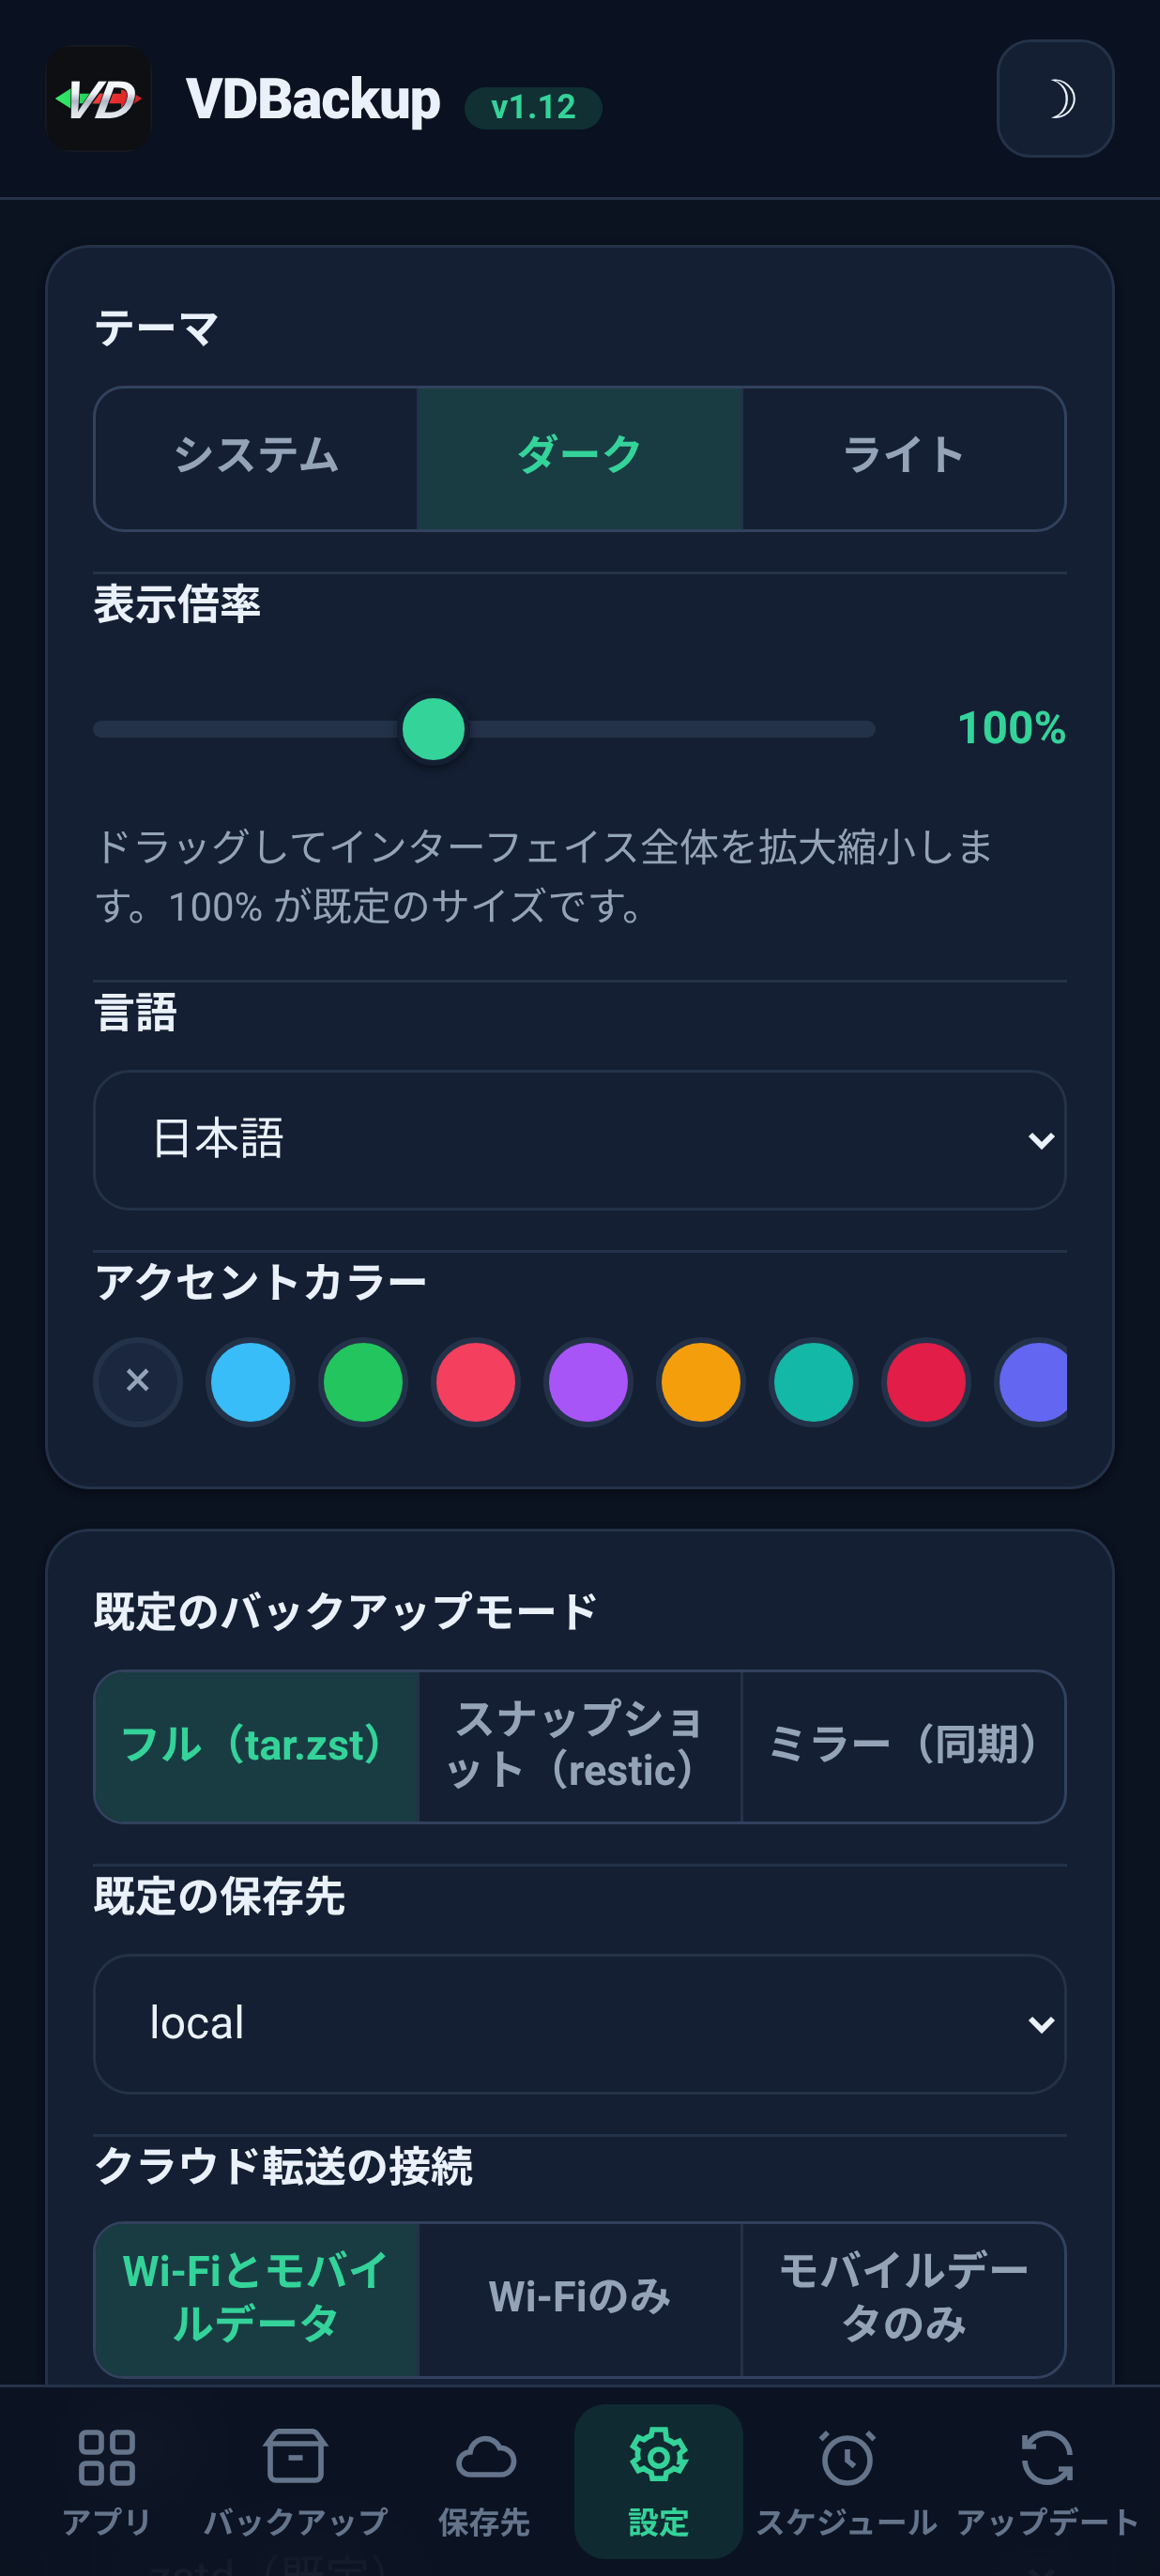 VD
VDBackup v1.12
テーマ
システム ダーク ライト
表示倍率
100%
ドラッグしてインターフェイス全体を拡大縮小しま
す。100% が既定のサイズです。
言語
日本語
アクセントカラー
×
既定のバックアップモード
フル（tar.zst）
スナップショ
ット（restic）
ミラー（同期）
既定の保存先
local
クラウド転送の接続
Wi-Fiとモバイ
ルデータ
Wi-Fiのみ
モバイルデー
タのみ
アプリ バックアップ 保存先 設定 スケジュール アップデート
zstd（既定）